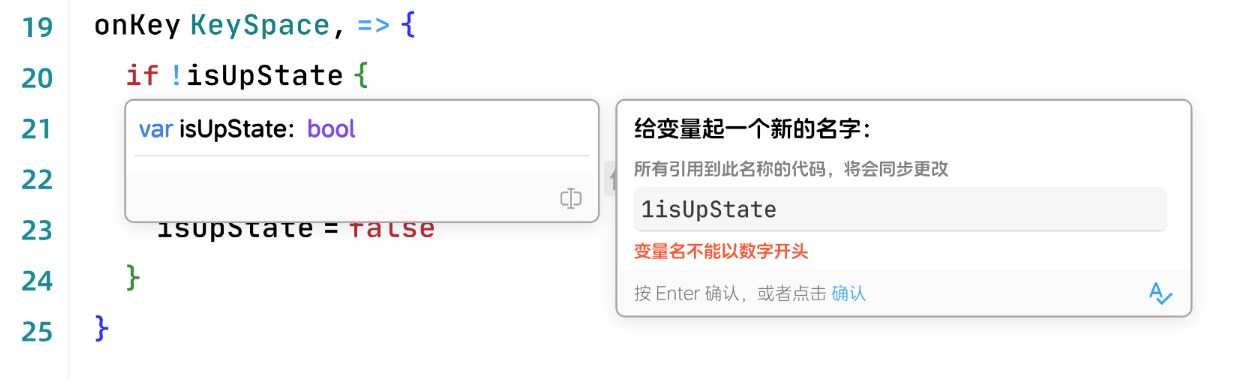 19 onKey KeySpace, => {
20 if !isUpState {
21
22
23 isUpState = false
24 }
25 }
var isUpState: bool
给变量起一个新的名字：
所有引用到此名称的代码，将会同步更改
1isUpState
变量名不能以数字开头
按 Enter 确认，或者点击 确认